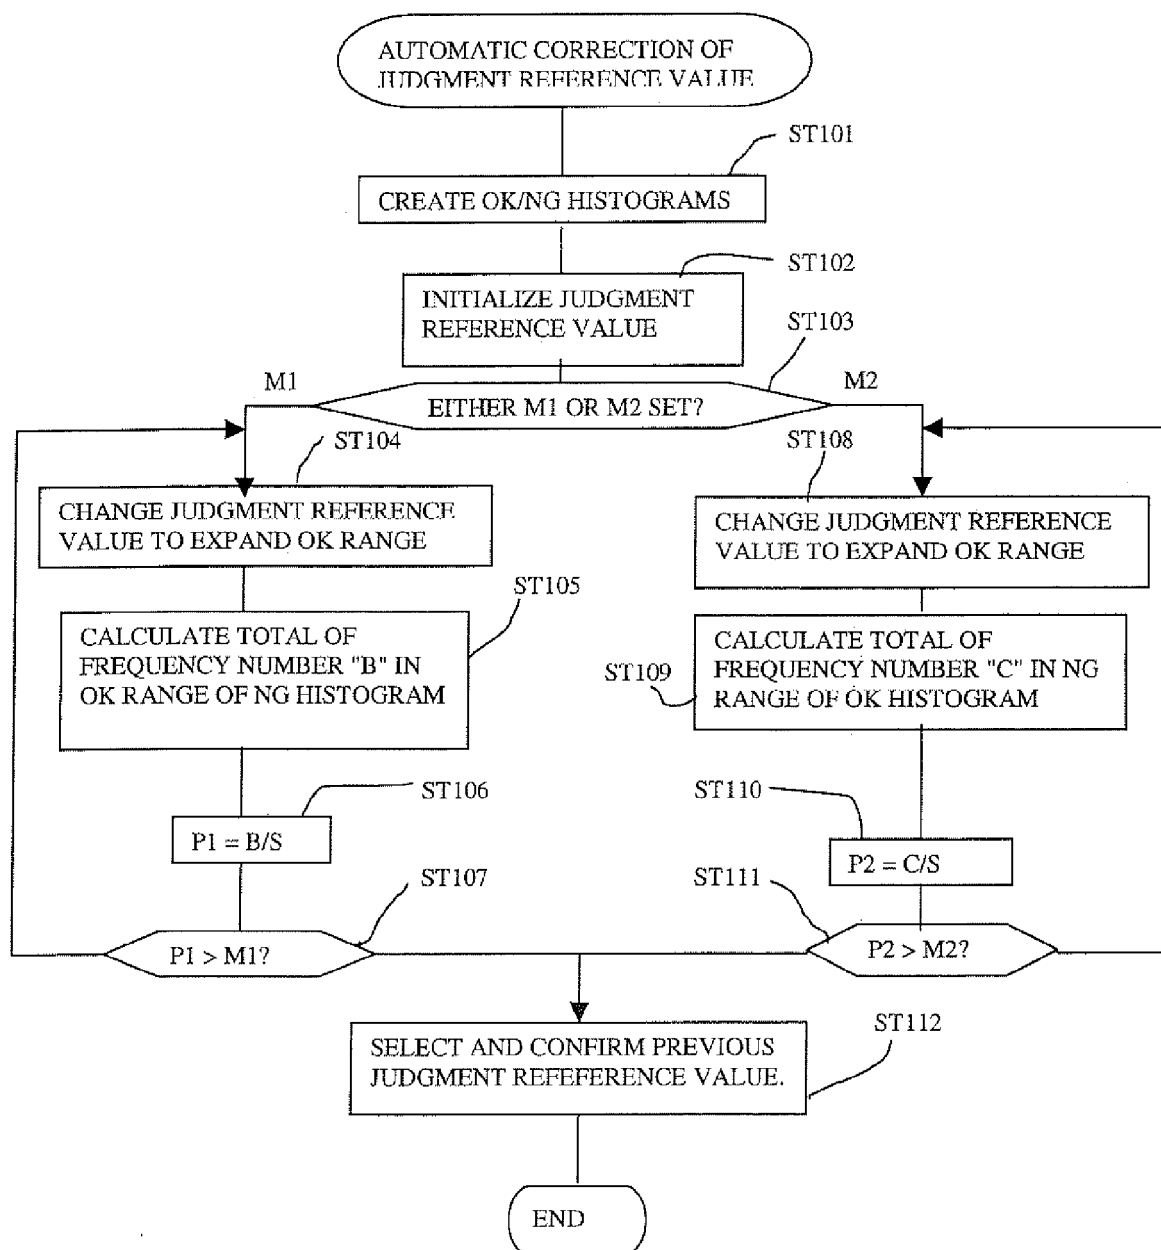 AUTOMATIC CORRECTION OF
JUDGMENT REFERENCE VALUE
ST101
CREATE OK/NG HISTOGRAMS
ST102
INITIALIZE JUDGMENT
REFERENCE VALUE
ST103
M1
M2
EITHER M1 OR M2 SET?
ST104
ST108
CHANGE JUDGMENT REFERENCE
VALUE TO EXPAND OK RANGE
CHANGE JUDGMENT REFERENCE
VALUE TO EXPAND OK RANGE
ST105
CALCULATE TOTAL OF
FREQUENCY NUMBER "B" IN
OK RANGE OF NG HISTOGRAM
ST109
CALCULATE TOTAL OF
FREQUENCY NUMBER "C" IN NG
RANGE OF OK HISTOGRAM
ST106
ST110
P1 = B/S
P2 = C/S
ST107
ST111
P1 > M1?
P2 > M2?
ST112
SELECT AND CONFIRM PREVIOUS
JUDGMENT REFEFERENCE VALUE.
END